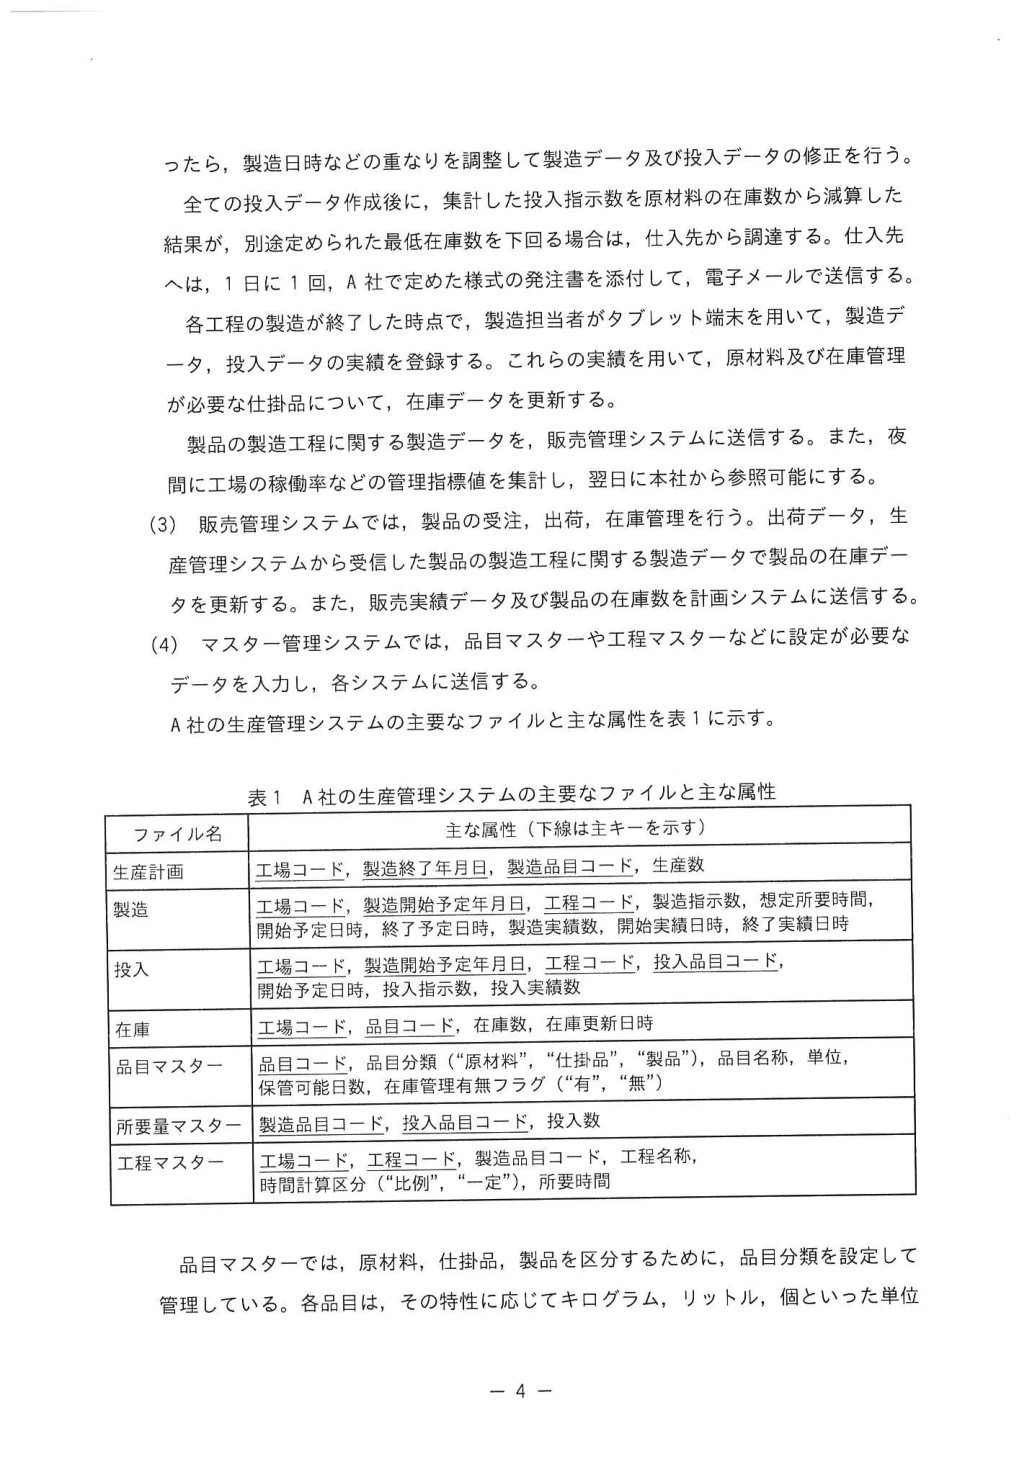 ったら，製造日時などの重なりを調整して製造データ及び投入データの修正を行う。
全ての投入データ作成後に，集計した投入指示数を原材料の在庫数から減算した
結果が，別途定められた最低在庫数を下回る場合は，仕入先から調達する。仕入先
へは，1日に1回，A社で定めた様式の発注書を添付して，電子メールで送信する。
各工程の製造が終了した時点で，製造担当者がタブレット端末を用いて，製造デ
ータ，投入データの実績を登録する。これらの実績を用いて，原材料及び在庫管理
が必要な仕掛品について，在庫データを更新する。
製品の製造工程に関する製造データを，販売管理システムに送信する。また，夜
間に工場の稼働率などの管理指標値を集計し，翌日に本社から参照可能にする。
(3) 販売管理システムでは，製品の受注，出荷，在庫管理を行う。出荷データ，生
産管理システムから受信した製品の製造工程に関する製造データで製品の在庫デー
タを更新する。また，販売実績データ及び製品の在庫数を計画システムに送信する。
(4) マスター管理システムでは，品目マスターや工程マスターなどに設定が必要な
データを入力し，各システムに送信する。
A社の生産管理システムの主要なファイルと主な属性を表1に示す。
表1 A社の生産管理システムの主要なファイルと主な属性
ファイル名 主な属性（下線は主キーを示す）
生産計画 工場コード，製造終了年月日，製造品目コード，生産数
製造 工場コード，製造開始予定年月日，工程コード，製造指示数，想定所要時間，
開始予定日時，終了予定日時，製造実績数，開始実績日時，終了実績日時
投入 工場コード，製造開始予定年月日，工程コード，投入品目コード，
開始予定日時，投入指示数，投入実績数
在庫 工場コード，品目コード，在庫数，在庫更新日時
品目マスター 品目コード，品目分類（“原材料”，“仕掛品”，“製品”），品目名称，単位，
保管可能日数，在庫管理有無フラグ（“有”，“無”）
所要量マスター 製造品目コード，投入品目コード，投入数
工程マスター 工場コード，工程コード，製造品目コード，工程名称，
時間計算区分（“比例”，“一定”），所要時間
品目マスターでは，原材料，仕掛品，製品を区分するために，品目分類を設定して
管理している。各品目は，その特性に応じてキログラム，リットル，個といった単位
－ 4 －